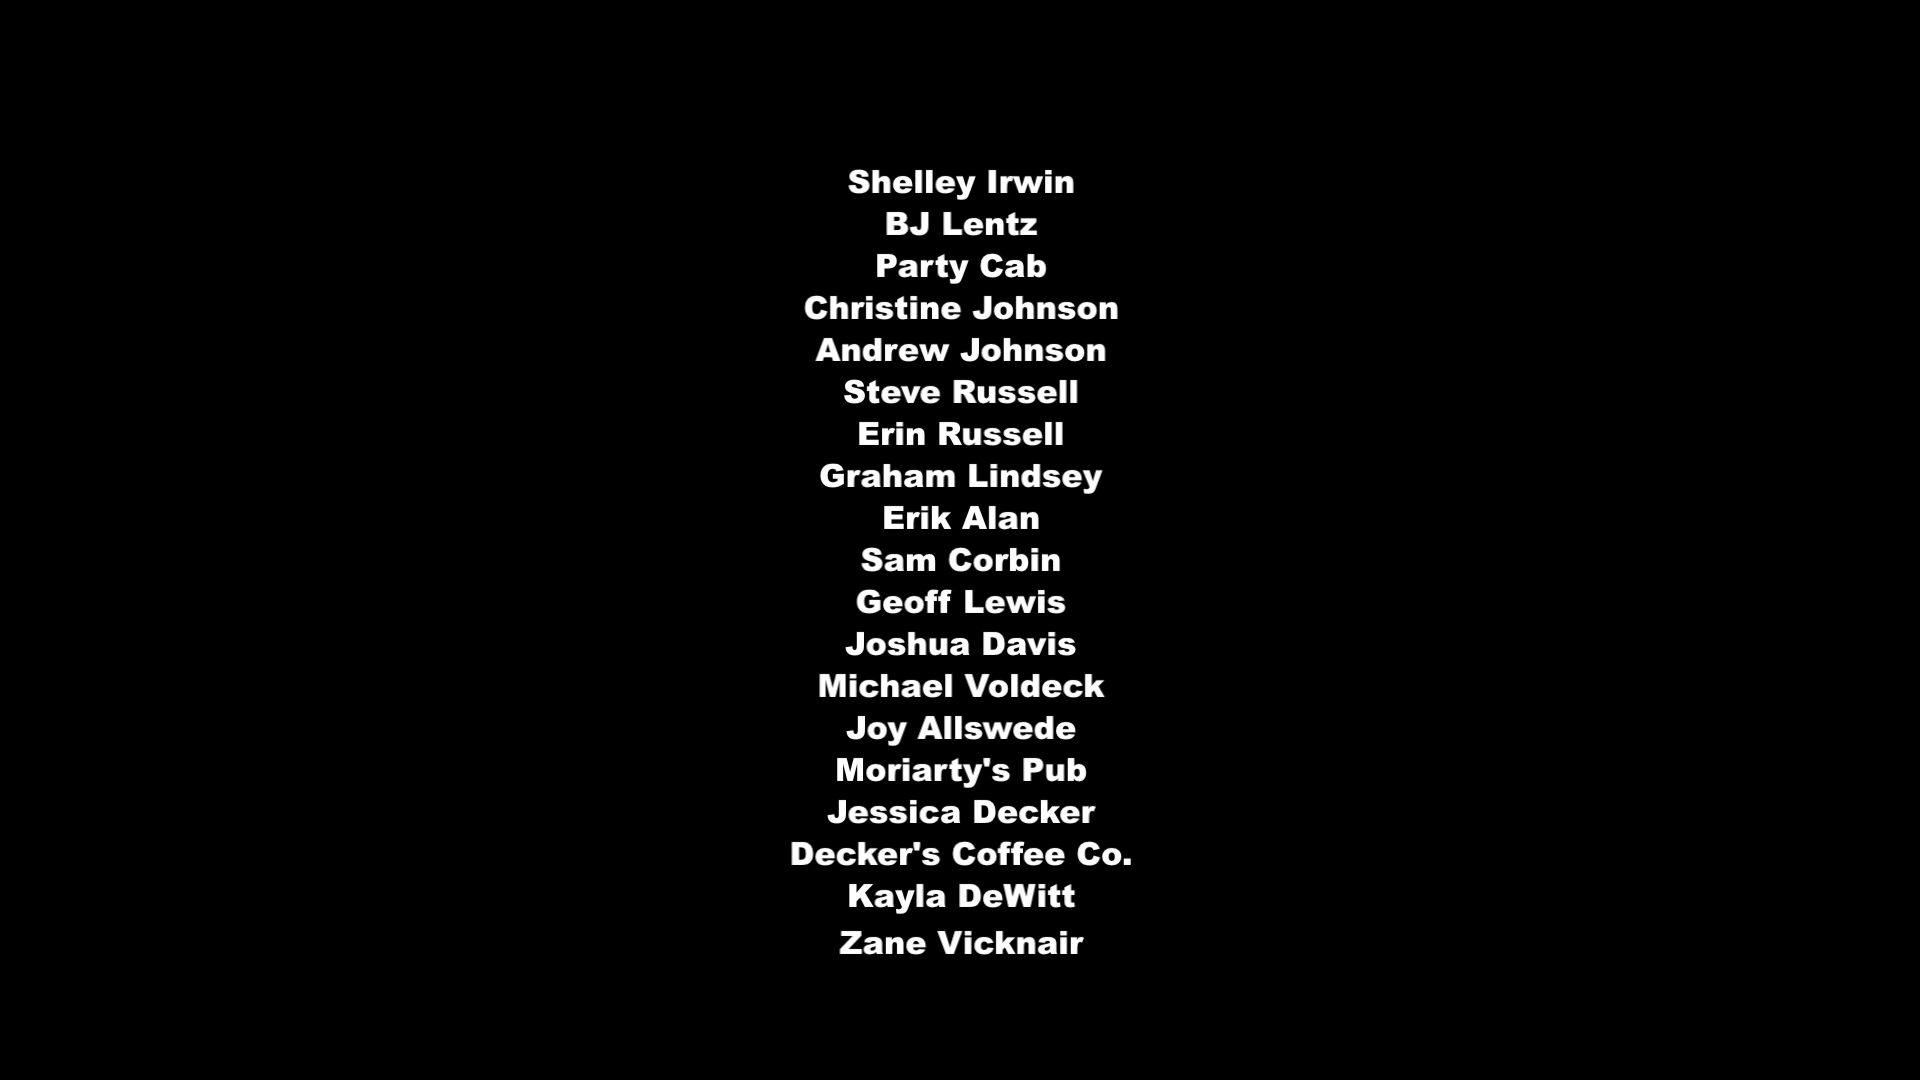 Shelley Irwin
BJ Lentz
Party Cab
Christine Johnson
Andrew Johnson
Steve Russell
Erin Russell
Graham Lindsey
Erik Alan
Sam Corbin
Geoff Lewis
Joshua Davis
Michael Voldeck
Joy Allswede
Moriarty's Pub
Jessica Decker
Decker's Coffee Co.
Kayla DeWitt
Zane Vicknair